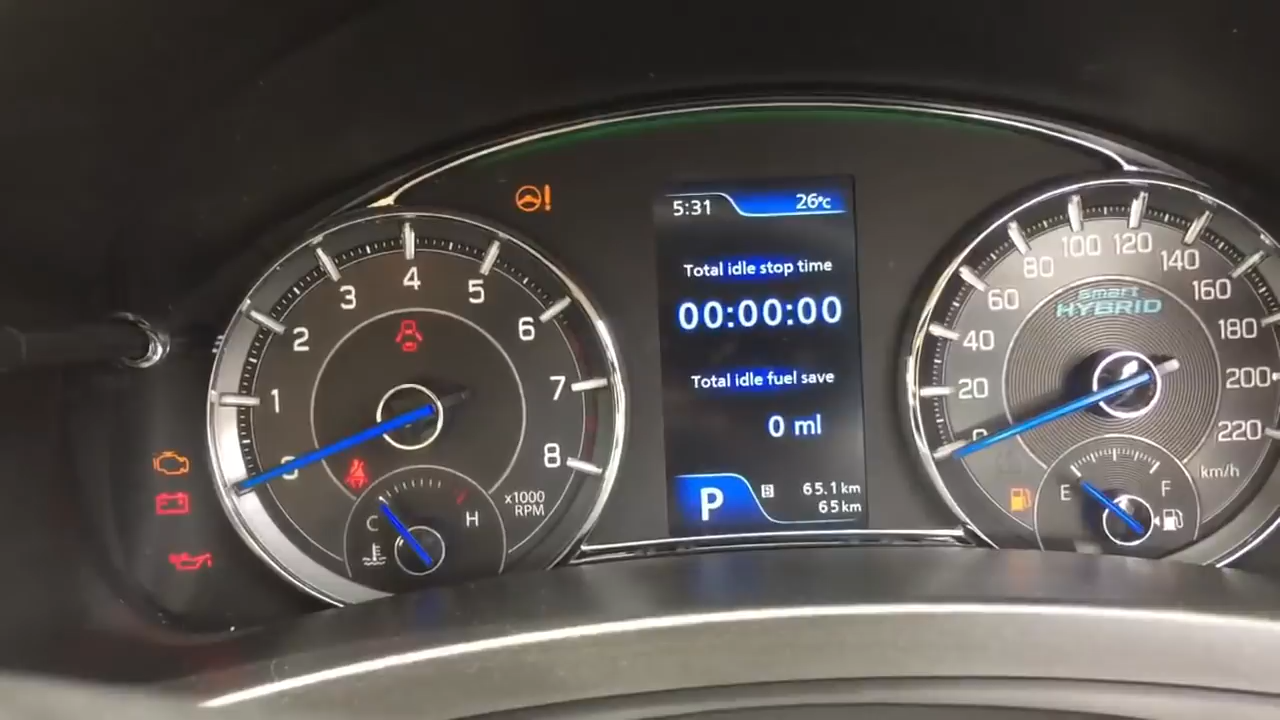 5:31 26°C
Total idle stop time
00:00:00
Total idle fuel save
0 ml
P
B 65.1 km
65 km
0
1
2
3
4
5
6
7
8
x1000
RPM
C
H
smart
HYBRID
0
20
40
60
80
100
120
140
160
180
200
220
km/h
E
F